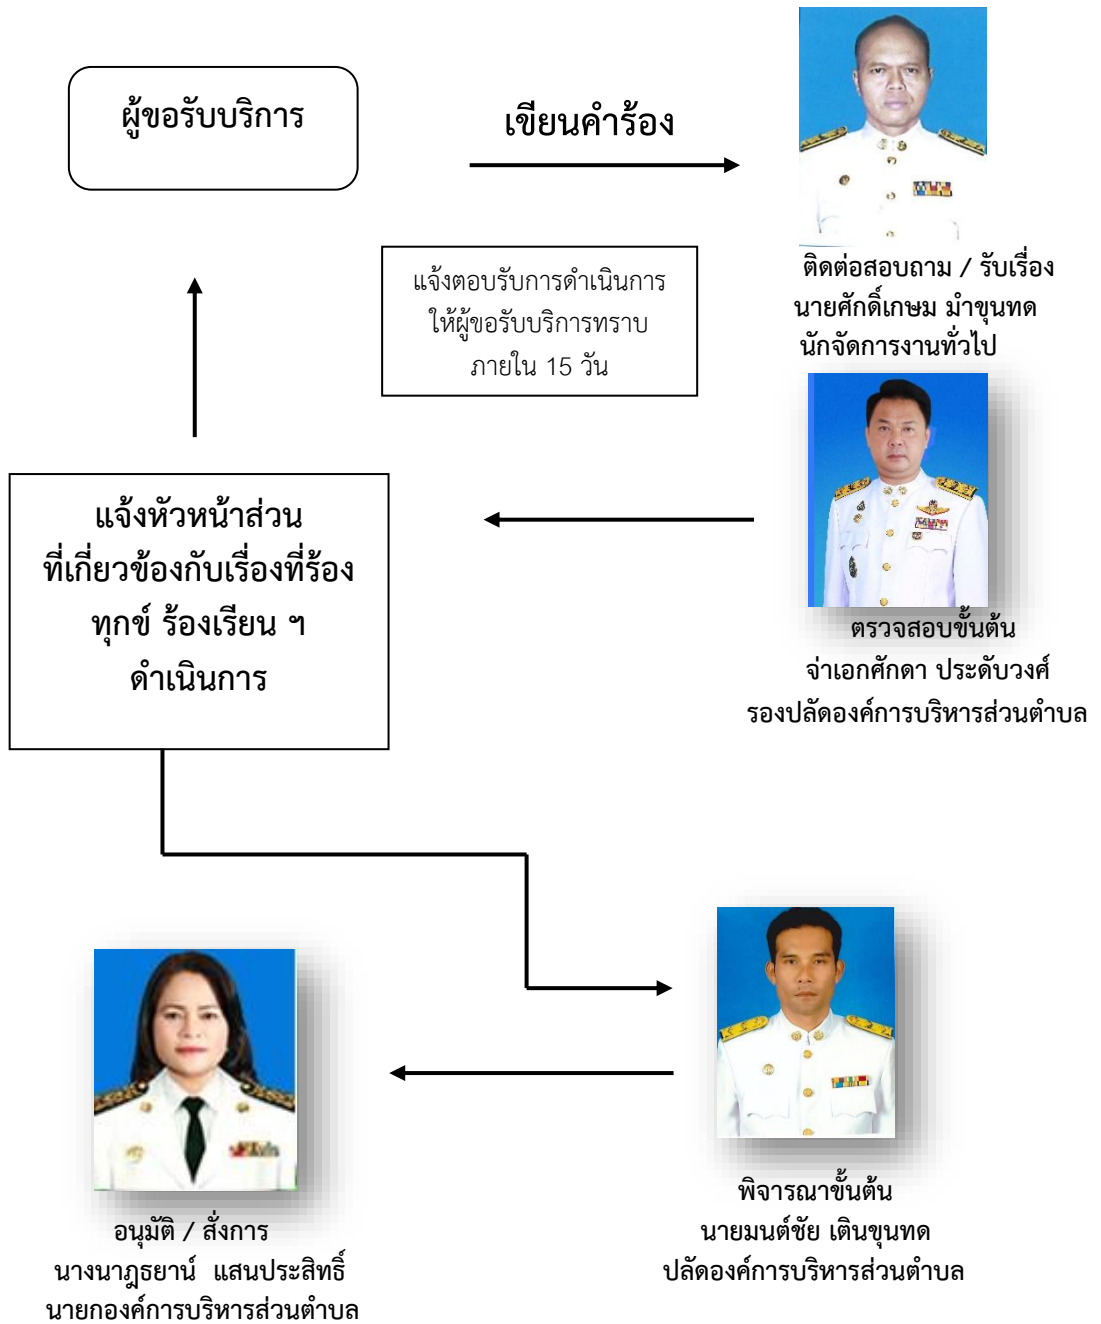 ผู้ขอรับบริการ
เขียนคำร้อง
ติดต่อสอบถาม / รับเรื่อง
นายศักดิ์เกษม มำขุนทด
นักจัดการงานทั่วไป
แจ้งตอบรับการดำเนินการ
ให้ผู้ขอรับบริการทราบ
ภายใน 15 วัน
แจ้งหัวหน้าส่วน
ที่เกี่ยวข้องกับเรื่องที่ร้อง
ทุกข์ ร้องเรียน ฯ
ดำเนินการ
ตรวจสอบขั้นต้น
จ่าเอกศักดา ประดับวงศ์
รองปลัดองค์การบริหารส่วนตำบล
พิจารณาขั้นต้น
นายมนต์ชัย เดินขุนทด
ปลัดองค์การบริหารส่วนตำบล
อนุมัติ / สั่งการ
นางนาฎธยาน์ แสนประสิทธิ์
นายกองค์การบริหารส่วนตำบล